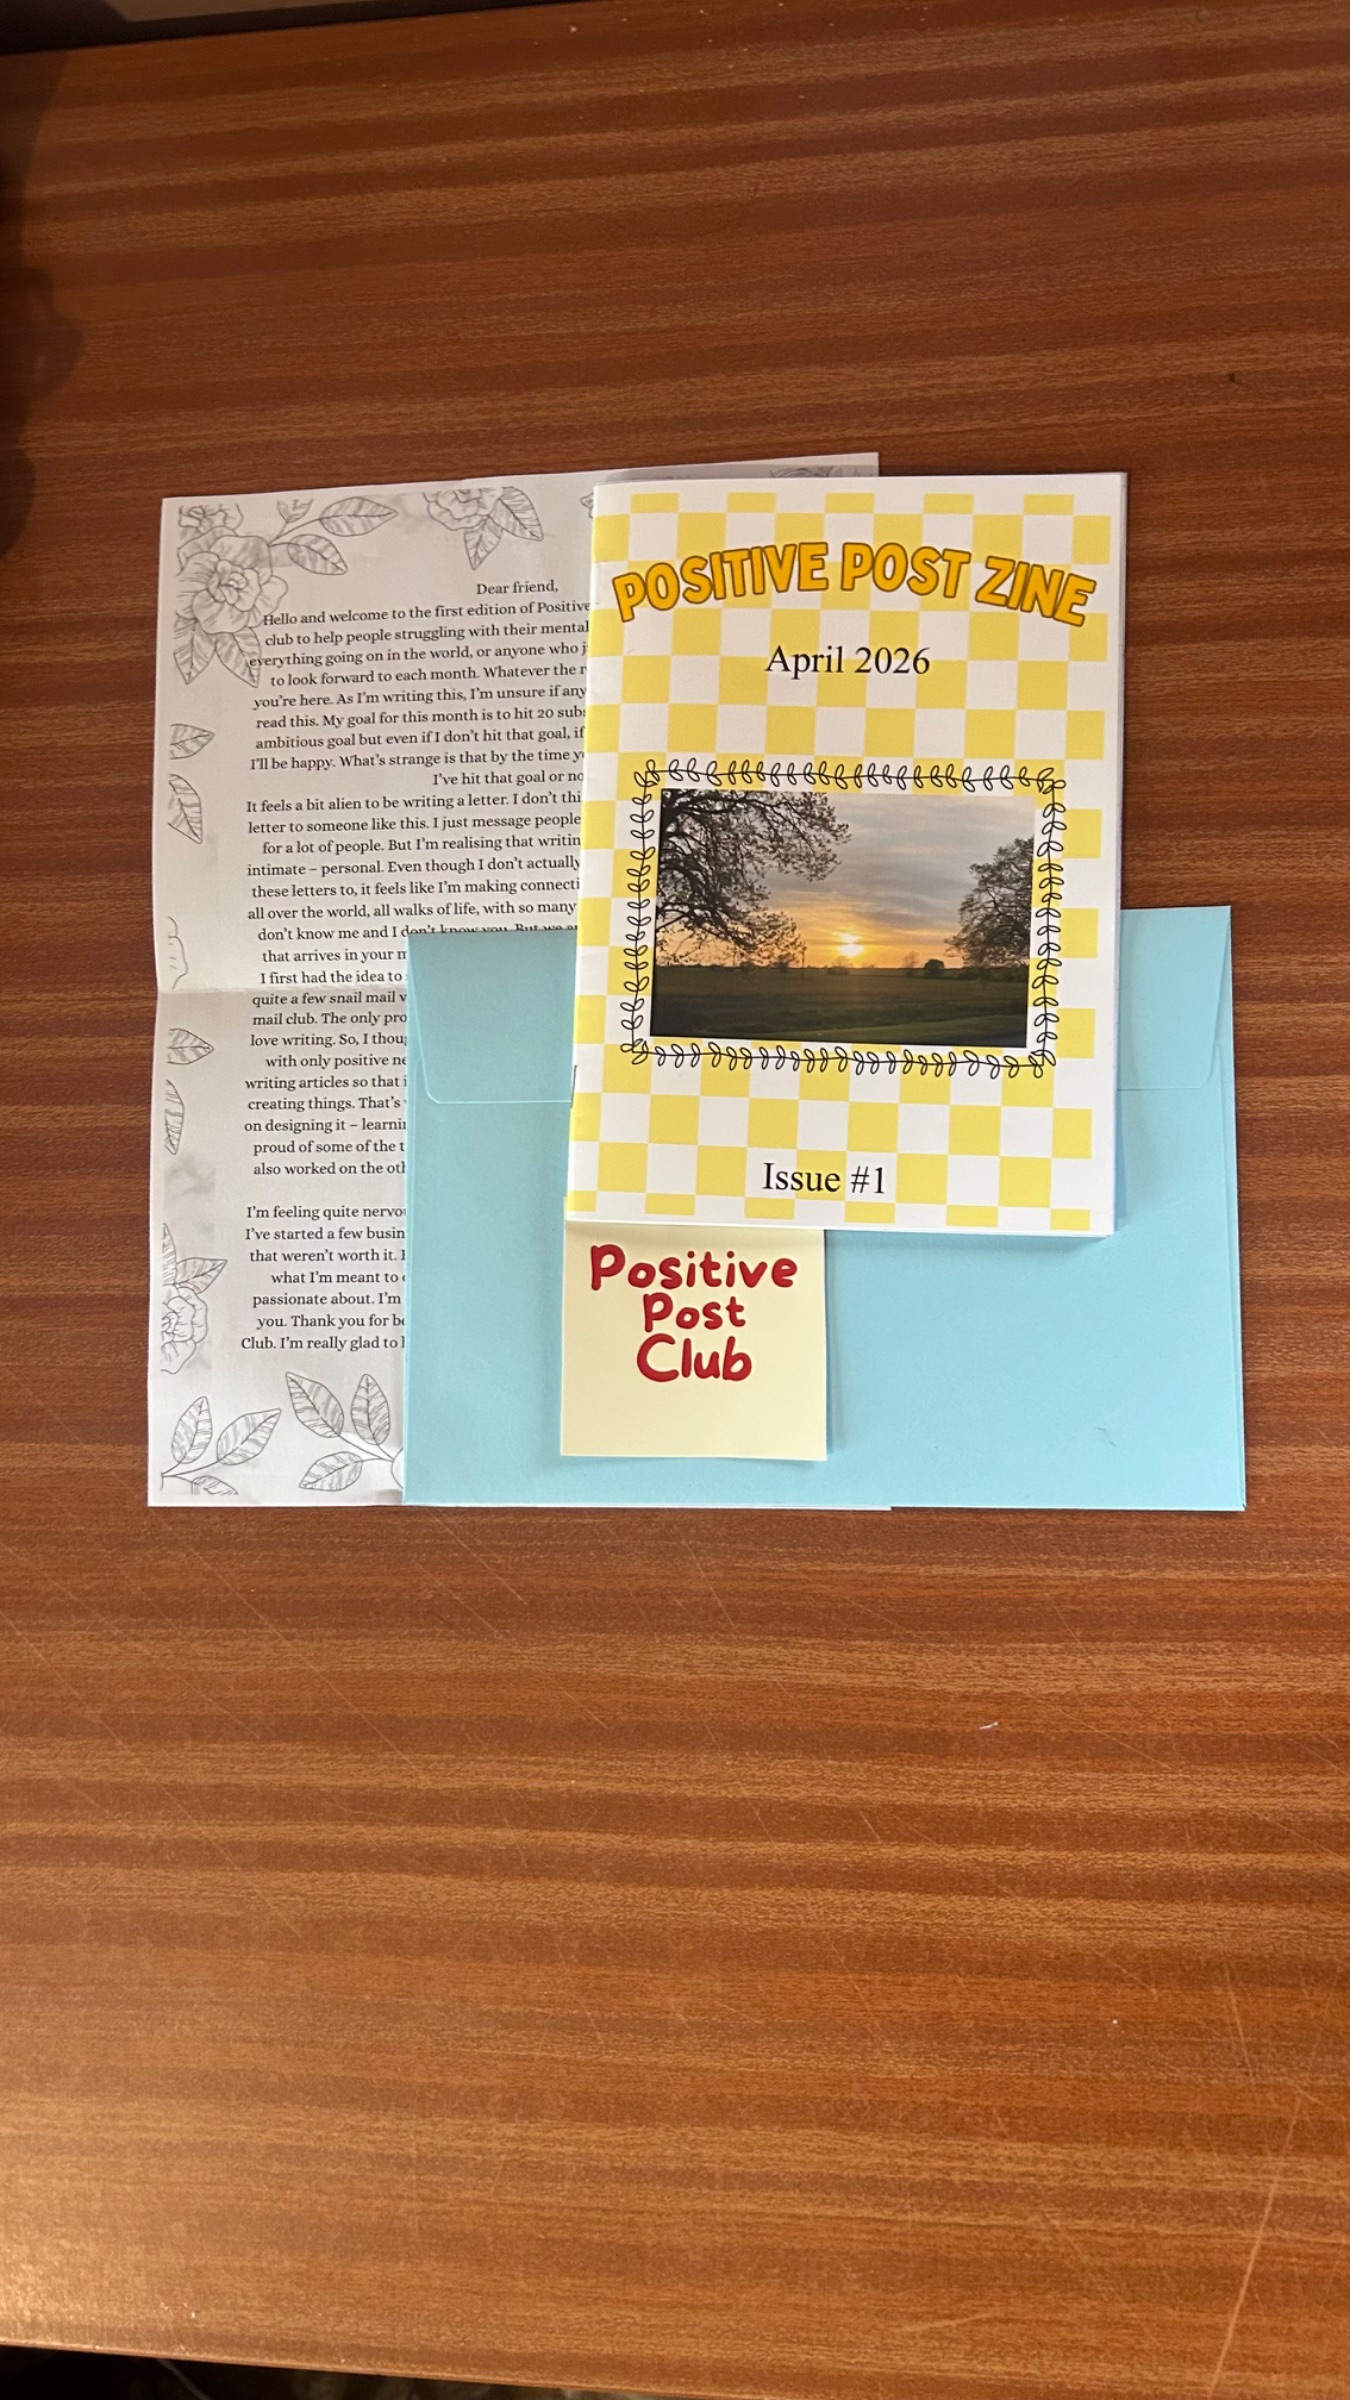 Dear friend,
Hello and welcome to the first edition of Positive
club to help people struggling with their mental
everything going on in the world, or anyone who
to look forward to each month. Whatever the
you're here. As I'm writing this, I'm unsure if any
read this. My goal for this month is to hit 20
ambitious goal but even if I don't hit that goal, if
I'll be happy. What's strange is that by the time
I've hit that goal or
It feels a bit alien to be writing a letter. I don't
letter to someone like this. I just message people
for a lot of people. But I'm realising that
intimate – personal. Even though I don't actually
these letters to, it feels like I'm making
all over the world, all walks of life, with so many
don't know me and I don't know you. But we
that arrives in your
I first had the idea to
quite a few snail mail
mail club. The only
love writing. So, I
with only positive
writing articles so that
creating things. That's
on designing it –
proud of some of the
also worked on the
I'm feeling quite
I've started a few
that weren't worth it.
what I'm meant to
passionate about. I'm
you. Thank you for
Club. I'm really glad to
POSITIVE POST ZINE
April 2026
Issue #1
Positive
Post
Club